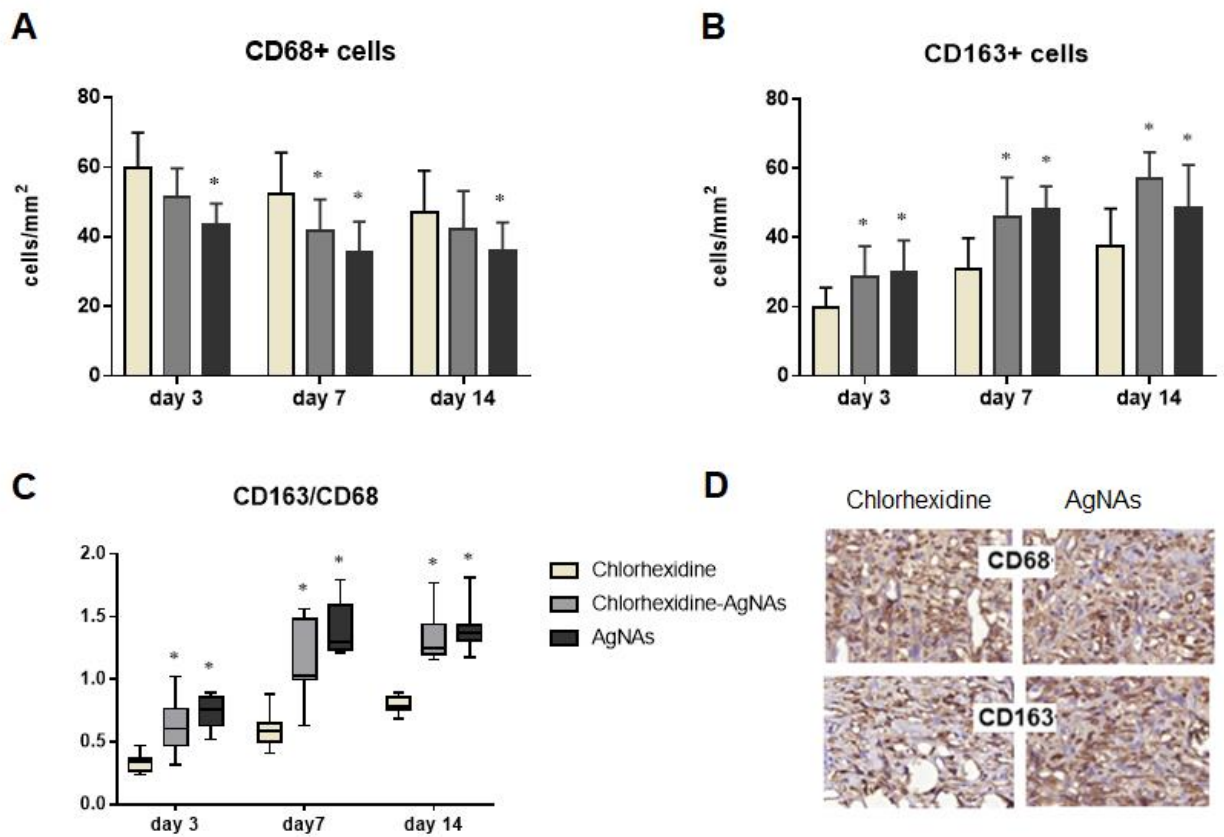 A
CD68+ cells
cells/mm²
80
60
40
20
0
* * * *
day 3 day 7 day 14
B
CD163+ cells
cells/mm²
80
60
40
20
0
* * * * * *
day 3 day 7 day 14
C
CD163/CD68
2.0
1.5
1.0
0.5
0.0
* * * * * *
day 3 day7 day 14
Chlorhexidine
Chlorhexidine-AgNAs
AgNAs
D
Chlorhexidine AgNAs
CD68
CD163